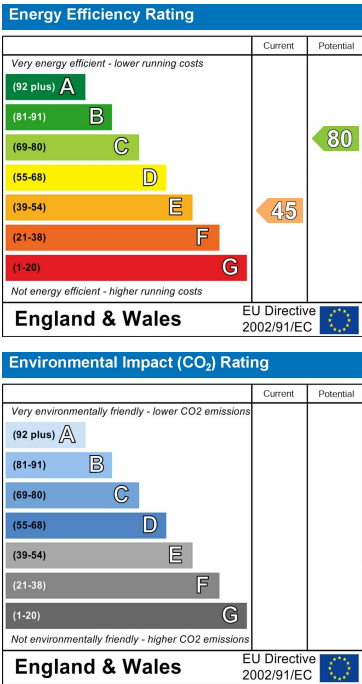 Energy Efficiency Rating
Current Potential
Very energy efficient - lower running costs
(92 plus) A
(81-91) B
(69-80) C
(55-68) D
(39-54) E
(21-38) F
(1-20) G
80
45
Not energy efficient - higher running costs
England & Wales
EU Directive
2002/91/EC
Environmental Impact (CO₂) Rating
Current Potential
Very environmentally friendly - lower CO2 emissions
(92 plus) A
(81-91) B
(69-80) C
(55-68) D
(39-54) E
(21-38) F
(1-20) G
Not environmentally friendly - higher CO2 emissions
England & Wales
EU Directive
2002/91/EC